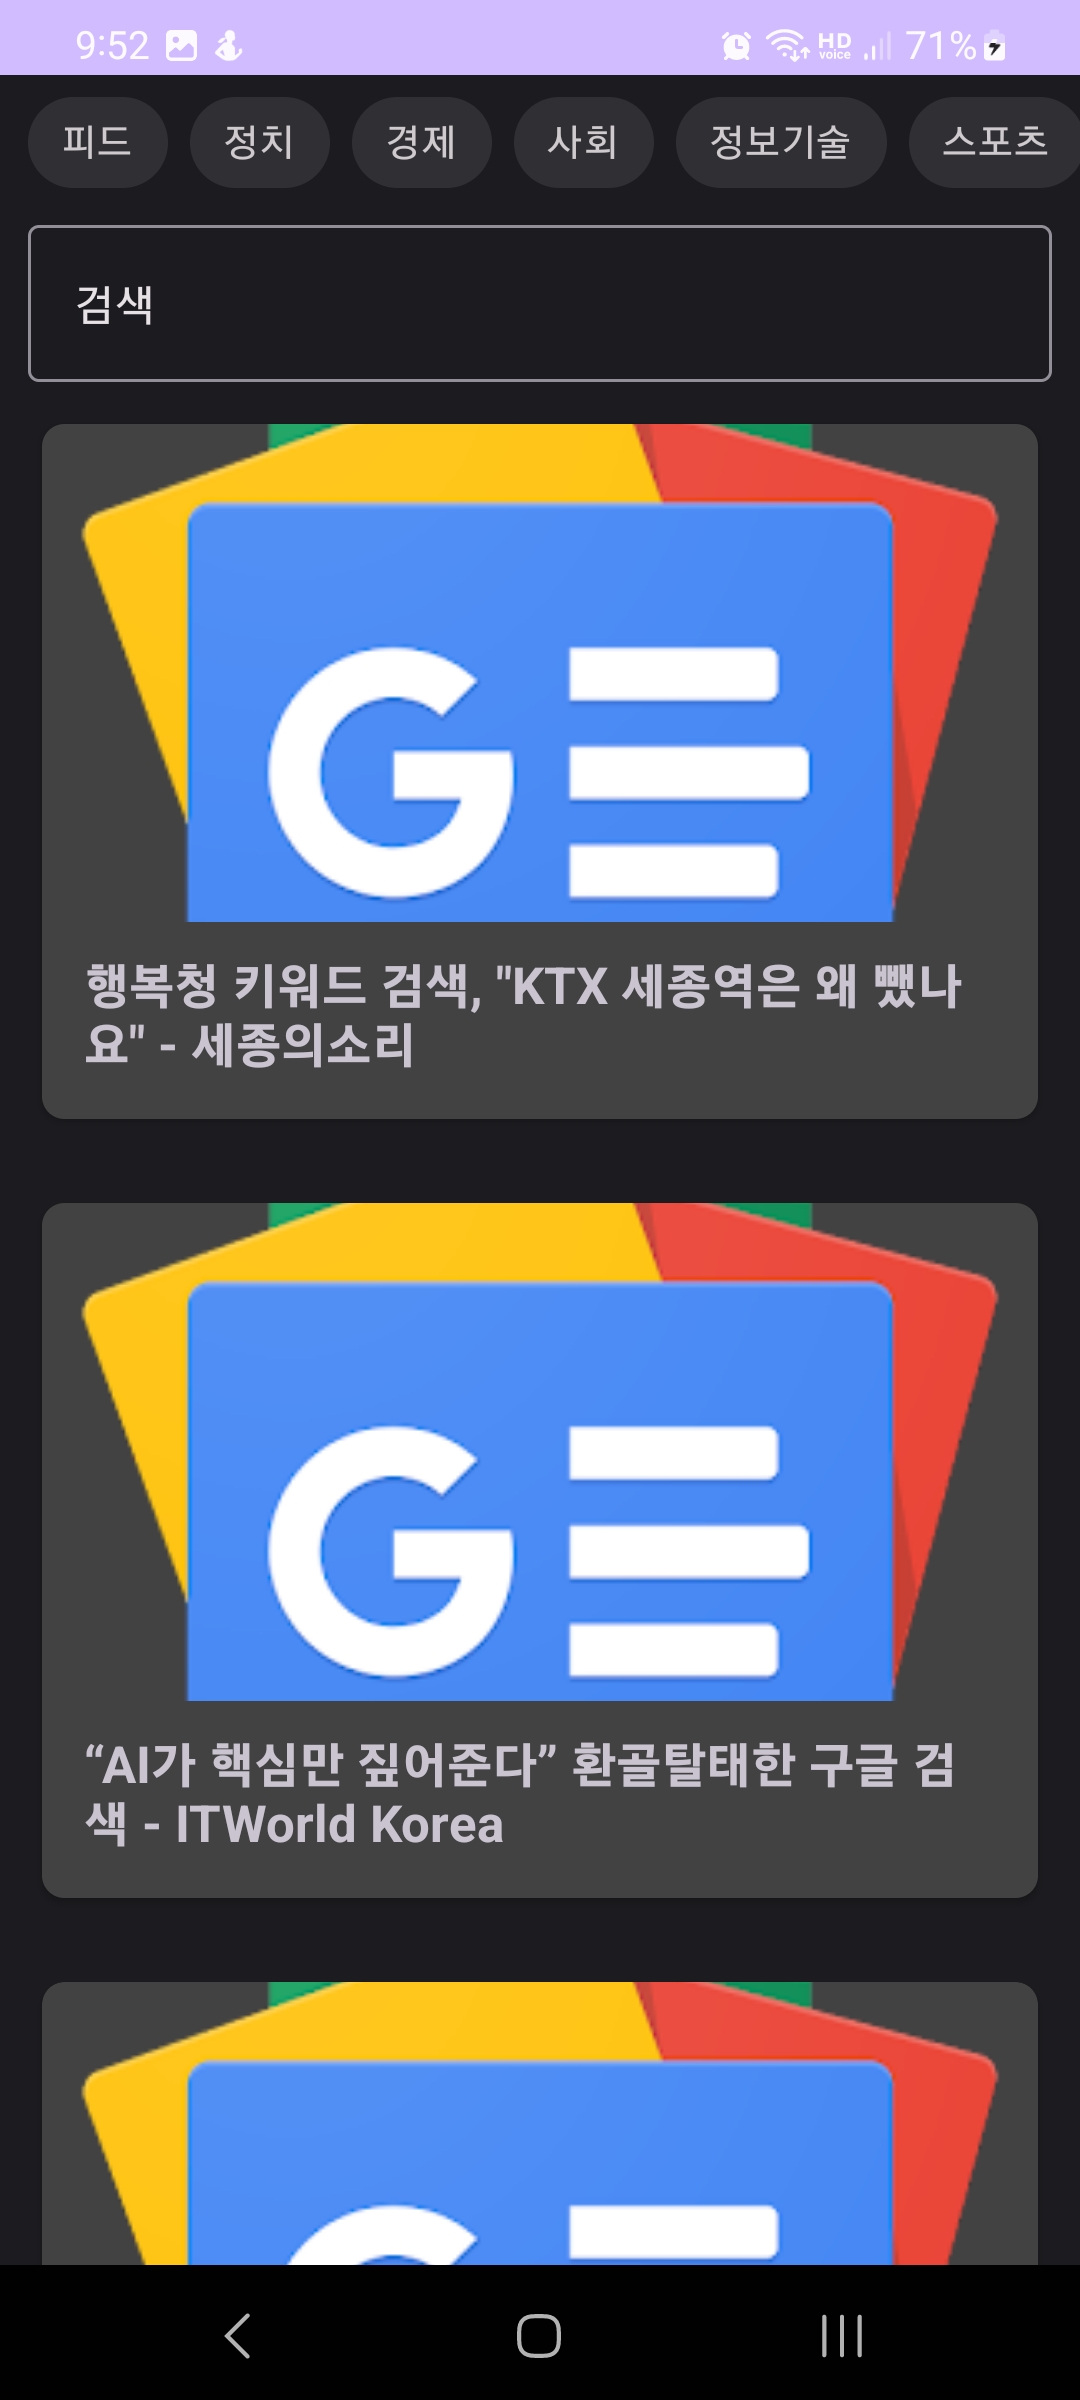 9:52 HD voice 71%
피드 정치 경제 사회 정보기술 스포츠
검색
G
행복청 키워드 검색, "KTX 세종역은 왜 뺐나
요" - 세종의소리
G
“AI가 핵심만 짚어준다” 환골탈태한 구글 검
색 - ITWorld Korea